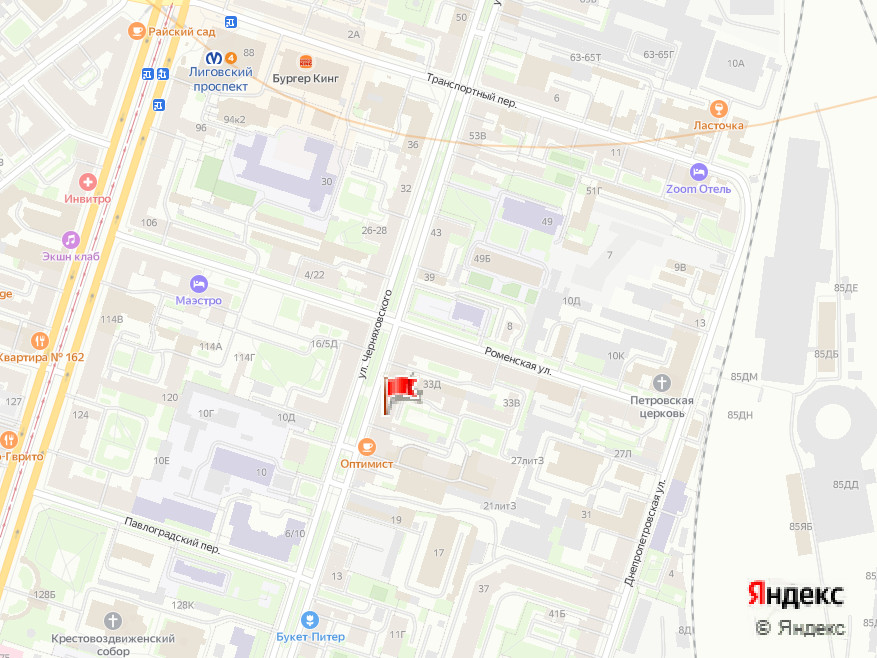 50
Райский сад
2А
88
63-65Т
63-65Г
10А
Лиговский
проспект
4
Бургер Кинг
Транспортный пер.
6
94к2
Ласточка
96
53В
36
11
30
Инвитро
32
51Г
Zoom Отель
49
106
26-28
43
Экшн клаб
7
49Б
9В
4/22
39
85ДЕ
ge
Маэстро
10Д
ул. Черняховского
114В
8
13
16/5Д
Роменская ул.
114А
114Г
10К
85ДБ
Квартира № 162
33Д
85ДМ
Петровская
церковь
127
33В
124
10Г
10Д
85ДН
о-Гврито
Оптимист
27Л
10Е
27лит3
10
85ДД
21лит3
Днепропетровская ул.
Павлоградский пер.
19
31
6/10
85ЯБ
17
13
4
37
128Б
128К
Яндекс
© Яндекс
41Б
Крестовоздвиженский
собор
Букет-Питер
11Г
8Д